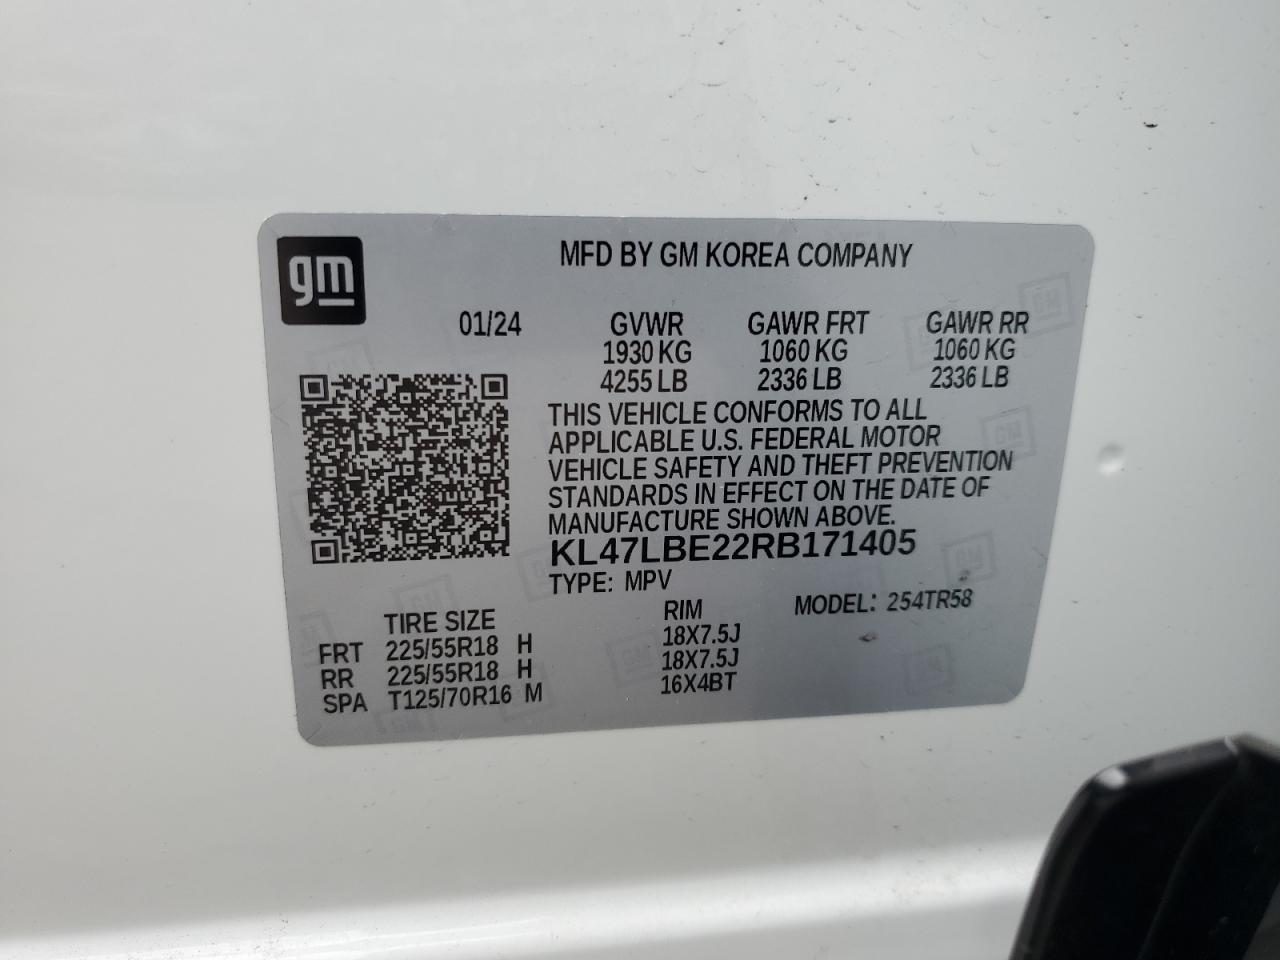 gm
MFD BY GM KOREA COMPANY
01/24 GVWR GAWR FRT GAWR RR
1930 KG 1060 KG 1060 KG
4255 LB 2336 LB 2336 LB
THIS VEHICLE CONFORMS TO ALL
APPLICABLE U.S. FEDERAL MOTOR
VEHICLE SAFETY AND THEFT PREVENTION
STANDARDS IN EFFECT ON THE DATE OF
MANUFACTURE SHOWN ABOVE.
KL47LBE22RB171405
TYPE: MPV
TIRE SIZE RIM MODEL: 254TR58
FRT 225/55R18 H 18X7.5J
RR 225/55R18 H 18X7.5J
SPA T125/70R16 M 16X4BT